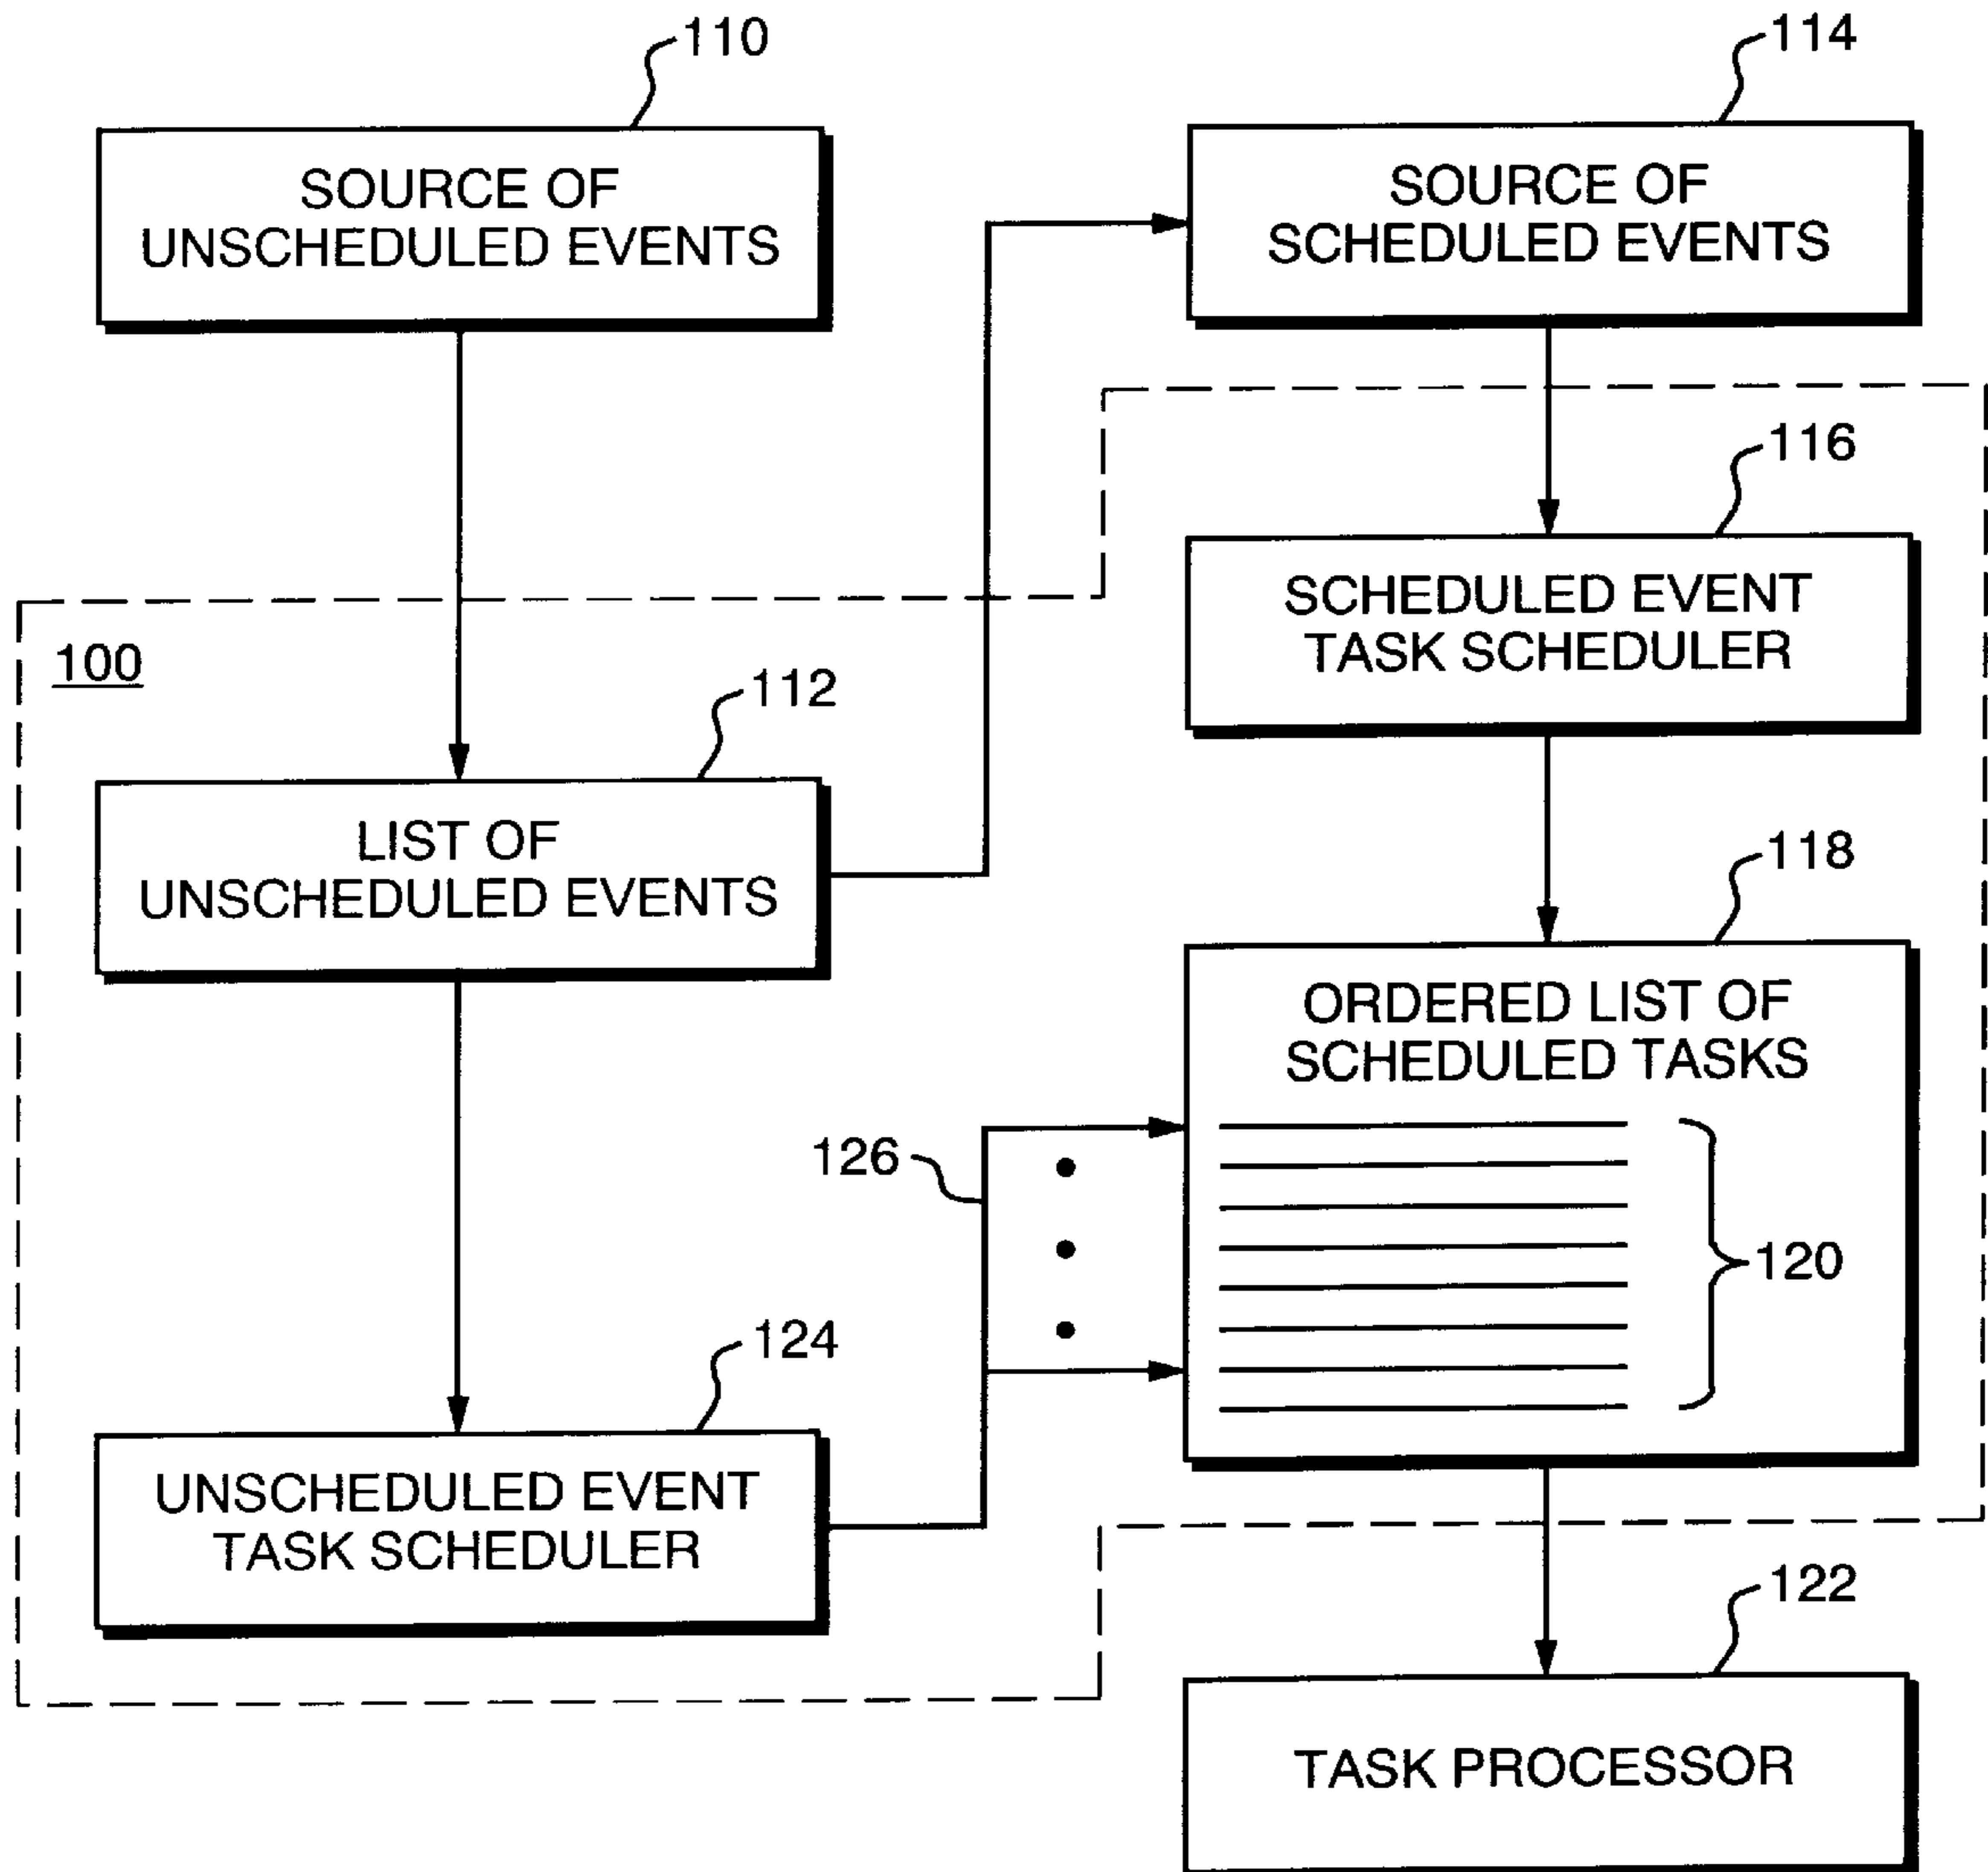 110
114
SOURCE OF
UNSCHEDULED EVENTS
SOURCE OF
SCHEDULED EVENTS
116
SCHEDULED EVENT
TASK SCHEDULER
100
112
LIST OF
UNSCHEDULED EVENTS
118
ORDERED LIST OF
SCHEDULED TASKS
126
120
124
UNSCHEDULED EVENT
TASK SCHEDULER
122
TASK PROCESSOR